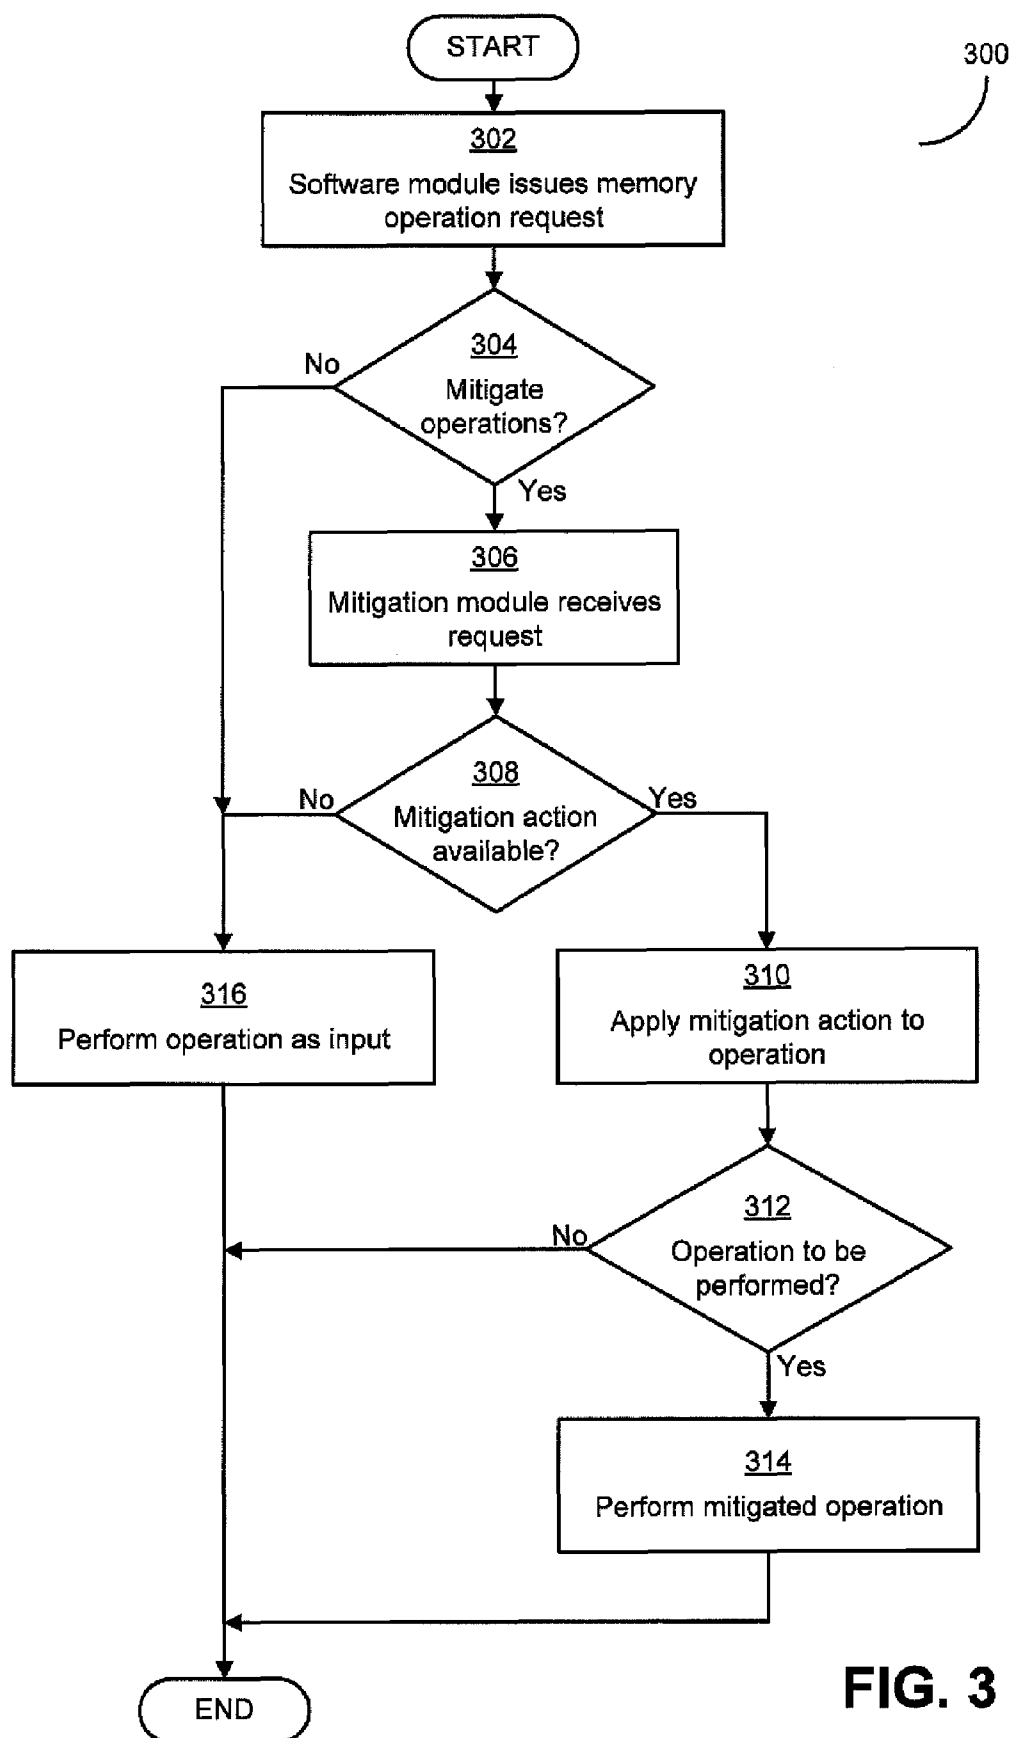 START
300
302
Software module issues memory
operation request
304
Mitigate
operations?
No
Yes
306
Mitigation module receives
request
308
Mitigation action
available?
No
Yes
316
Perform operation as input
310
Apply mitigation action to
operation
312
Operation to be
performed?
No
Yes
314
Perform mitigated operation
END
FIG. 3